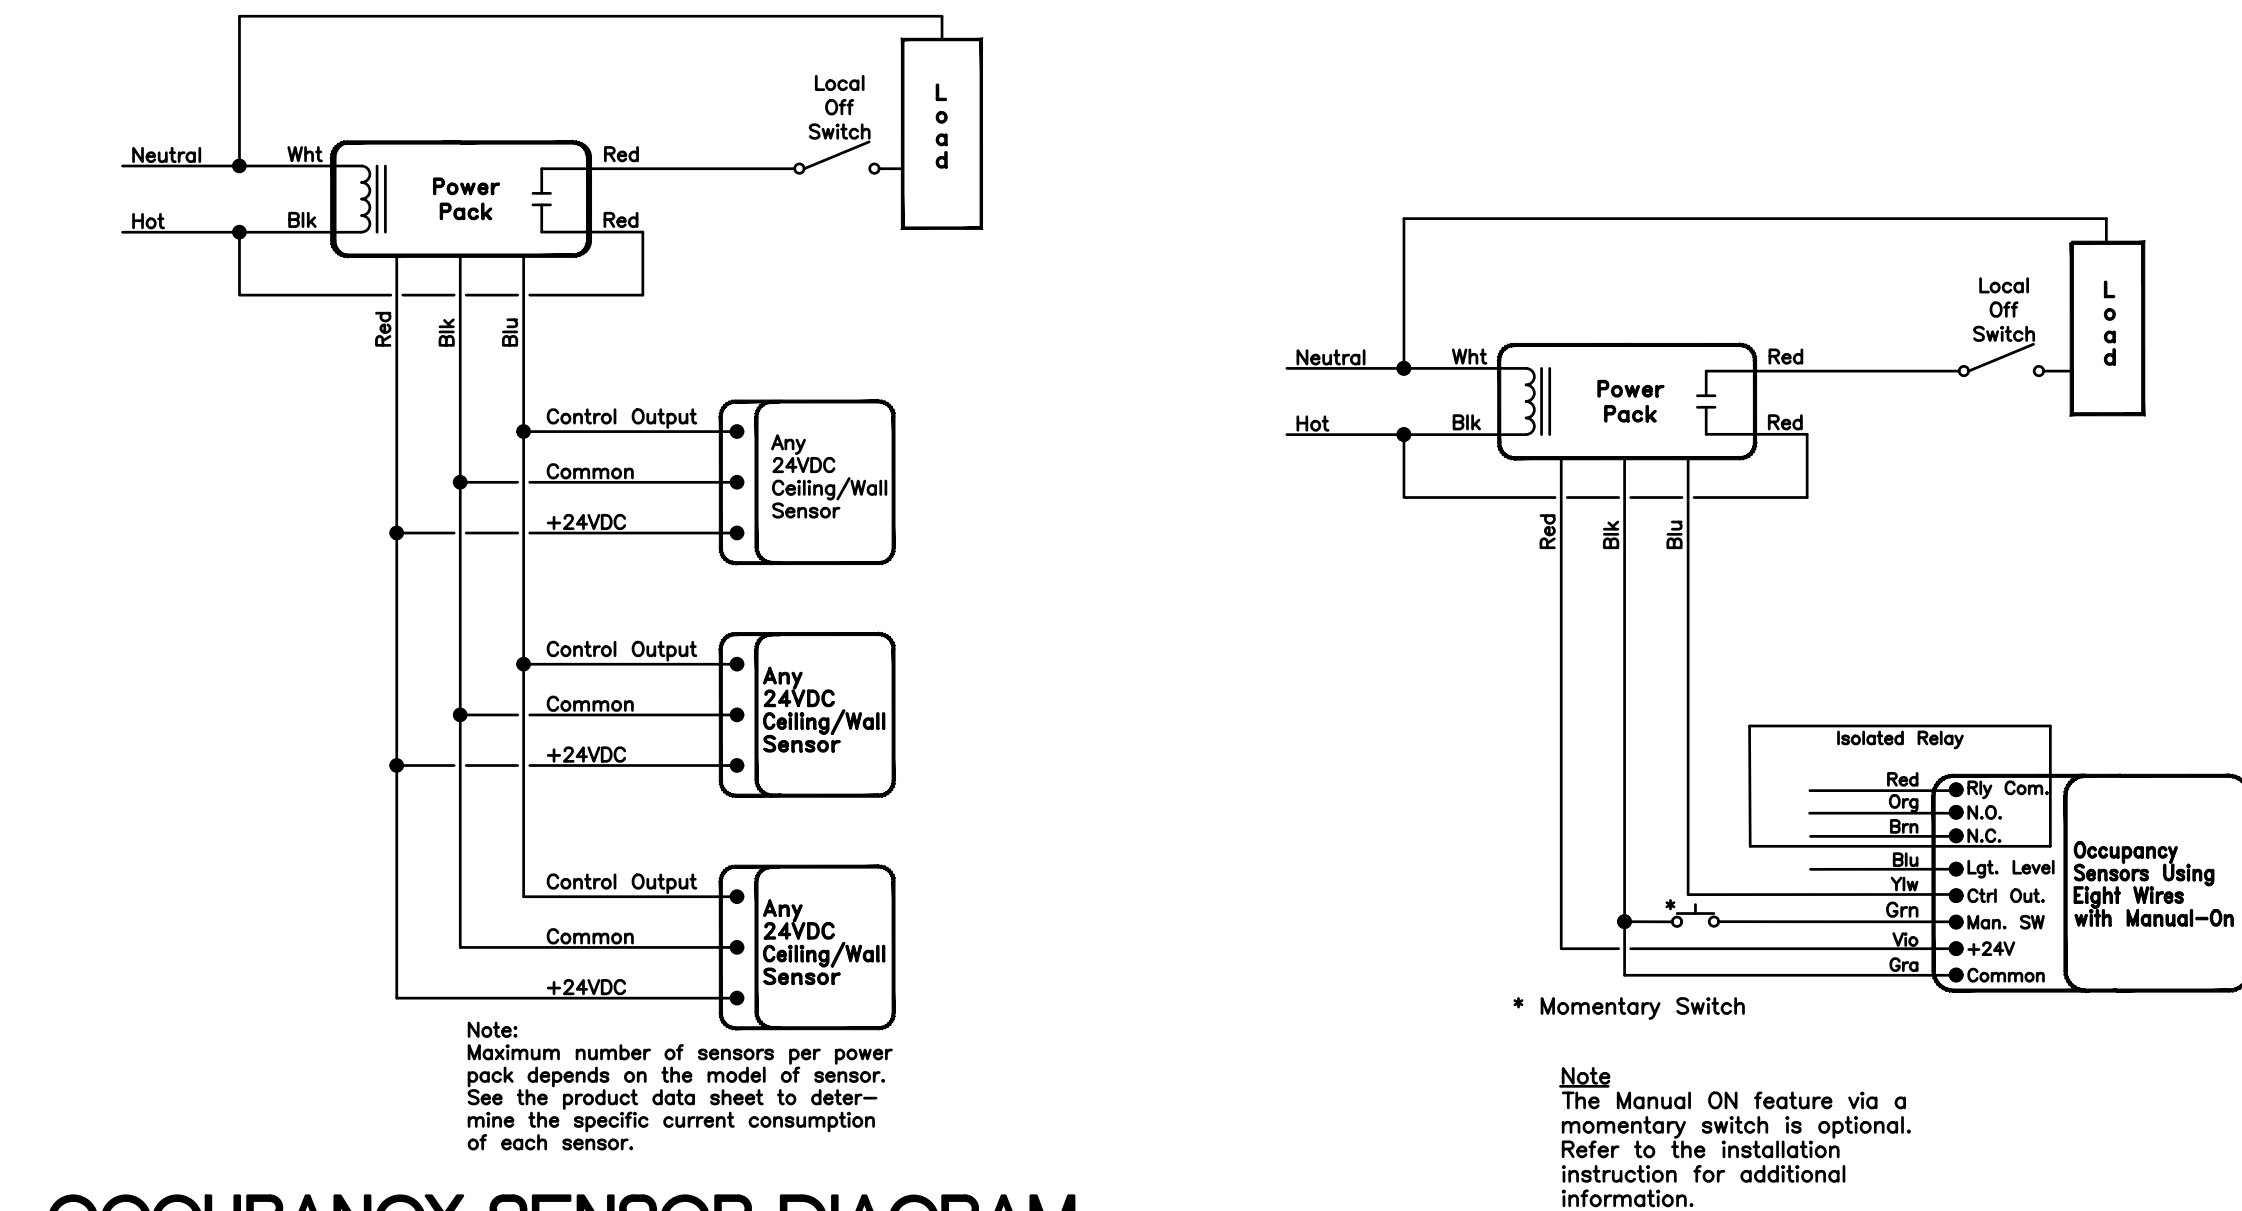 Local
Off
Switch
Load
Neutral
Wht
Red
Power
Pack
Hot
Blk
Red
Red
Blk
Blu
Control Output
Common
+24VDC
Any
24VDC
Ceiling/Wall
Sensor
Control Output
Common
+24VDC
Any
24VDC
Ceiling/Wall
Sensor
Control Output
Common
+24VDC
Any
24VDC
Ceiling/Wall
Sensor
Note:
Maximum number of sensors per power
pack depends on the model of sensor.
See the product data sheet to deter-
mine the specific current consumption
of each sensor.
OCCUPANCY SENSOR DIAGRAM
Local
Off
Switch
Load
Neutral
Wht
Red
Power
Pack
Hot
Blk
Red
Red
Blk
Blu
Isolated Relay
Red Rly Com.
Org N.O.
Brn N.C.
Blu Lgt. Level
Ylw Ctrl Out.
* Grn Man. SW
Vio +24V
Gra Common
Occupancy
Sensors Using
Eight Wires
with Manual-On
* Momentary Switch
Note
The Manual ON feature via a
momentary switch is optional.
Refer to the installation
instruction for additional
information.